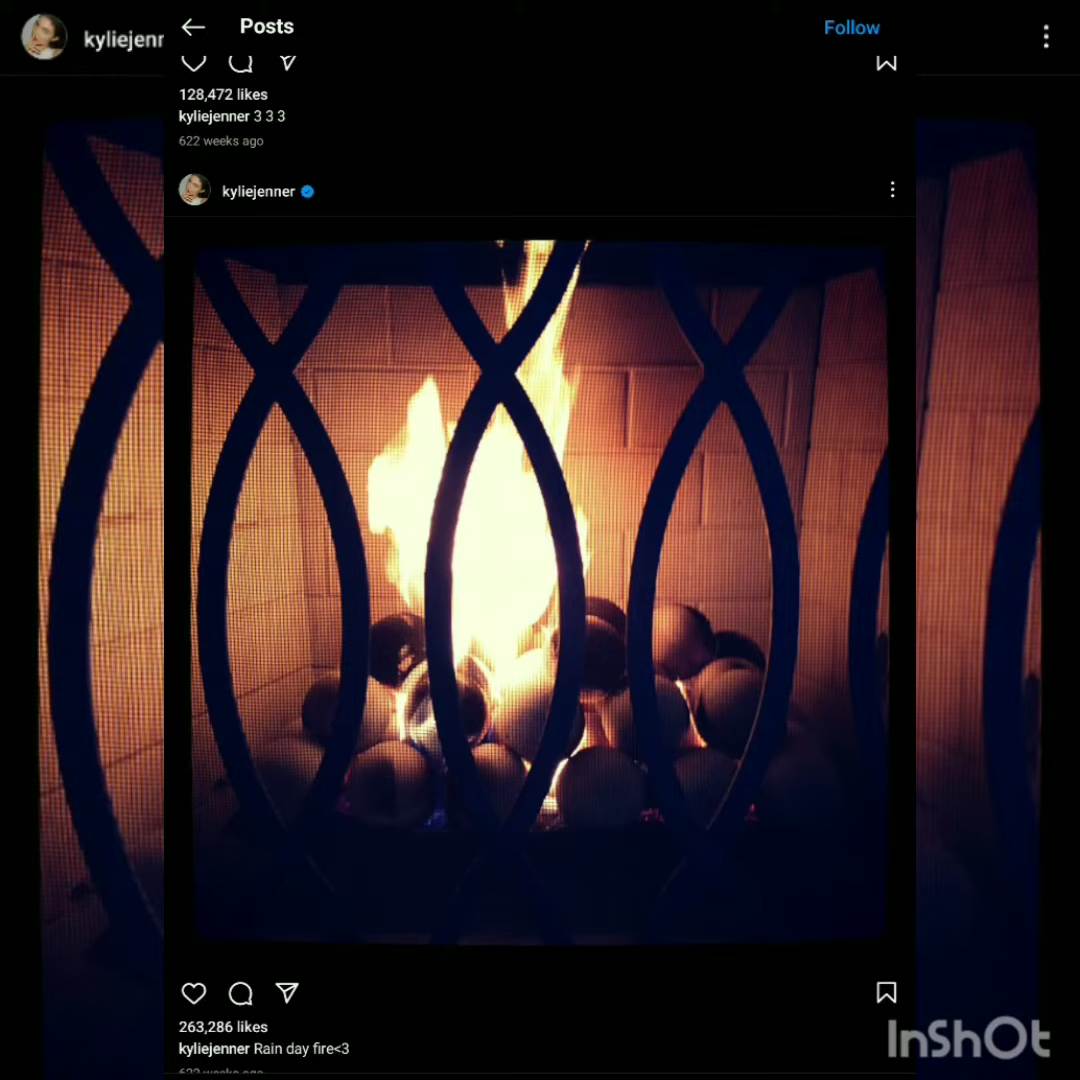 kyliejenr
Posts
Follow
128,472 likes
kyliejenner 3 3 3
622 weeks ago
kyliejenner
263,286 likes
kyliejenner Rain day fire<3
InShOt